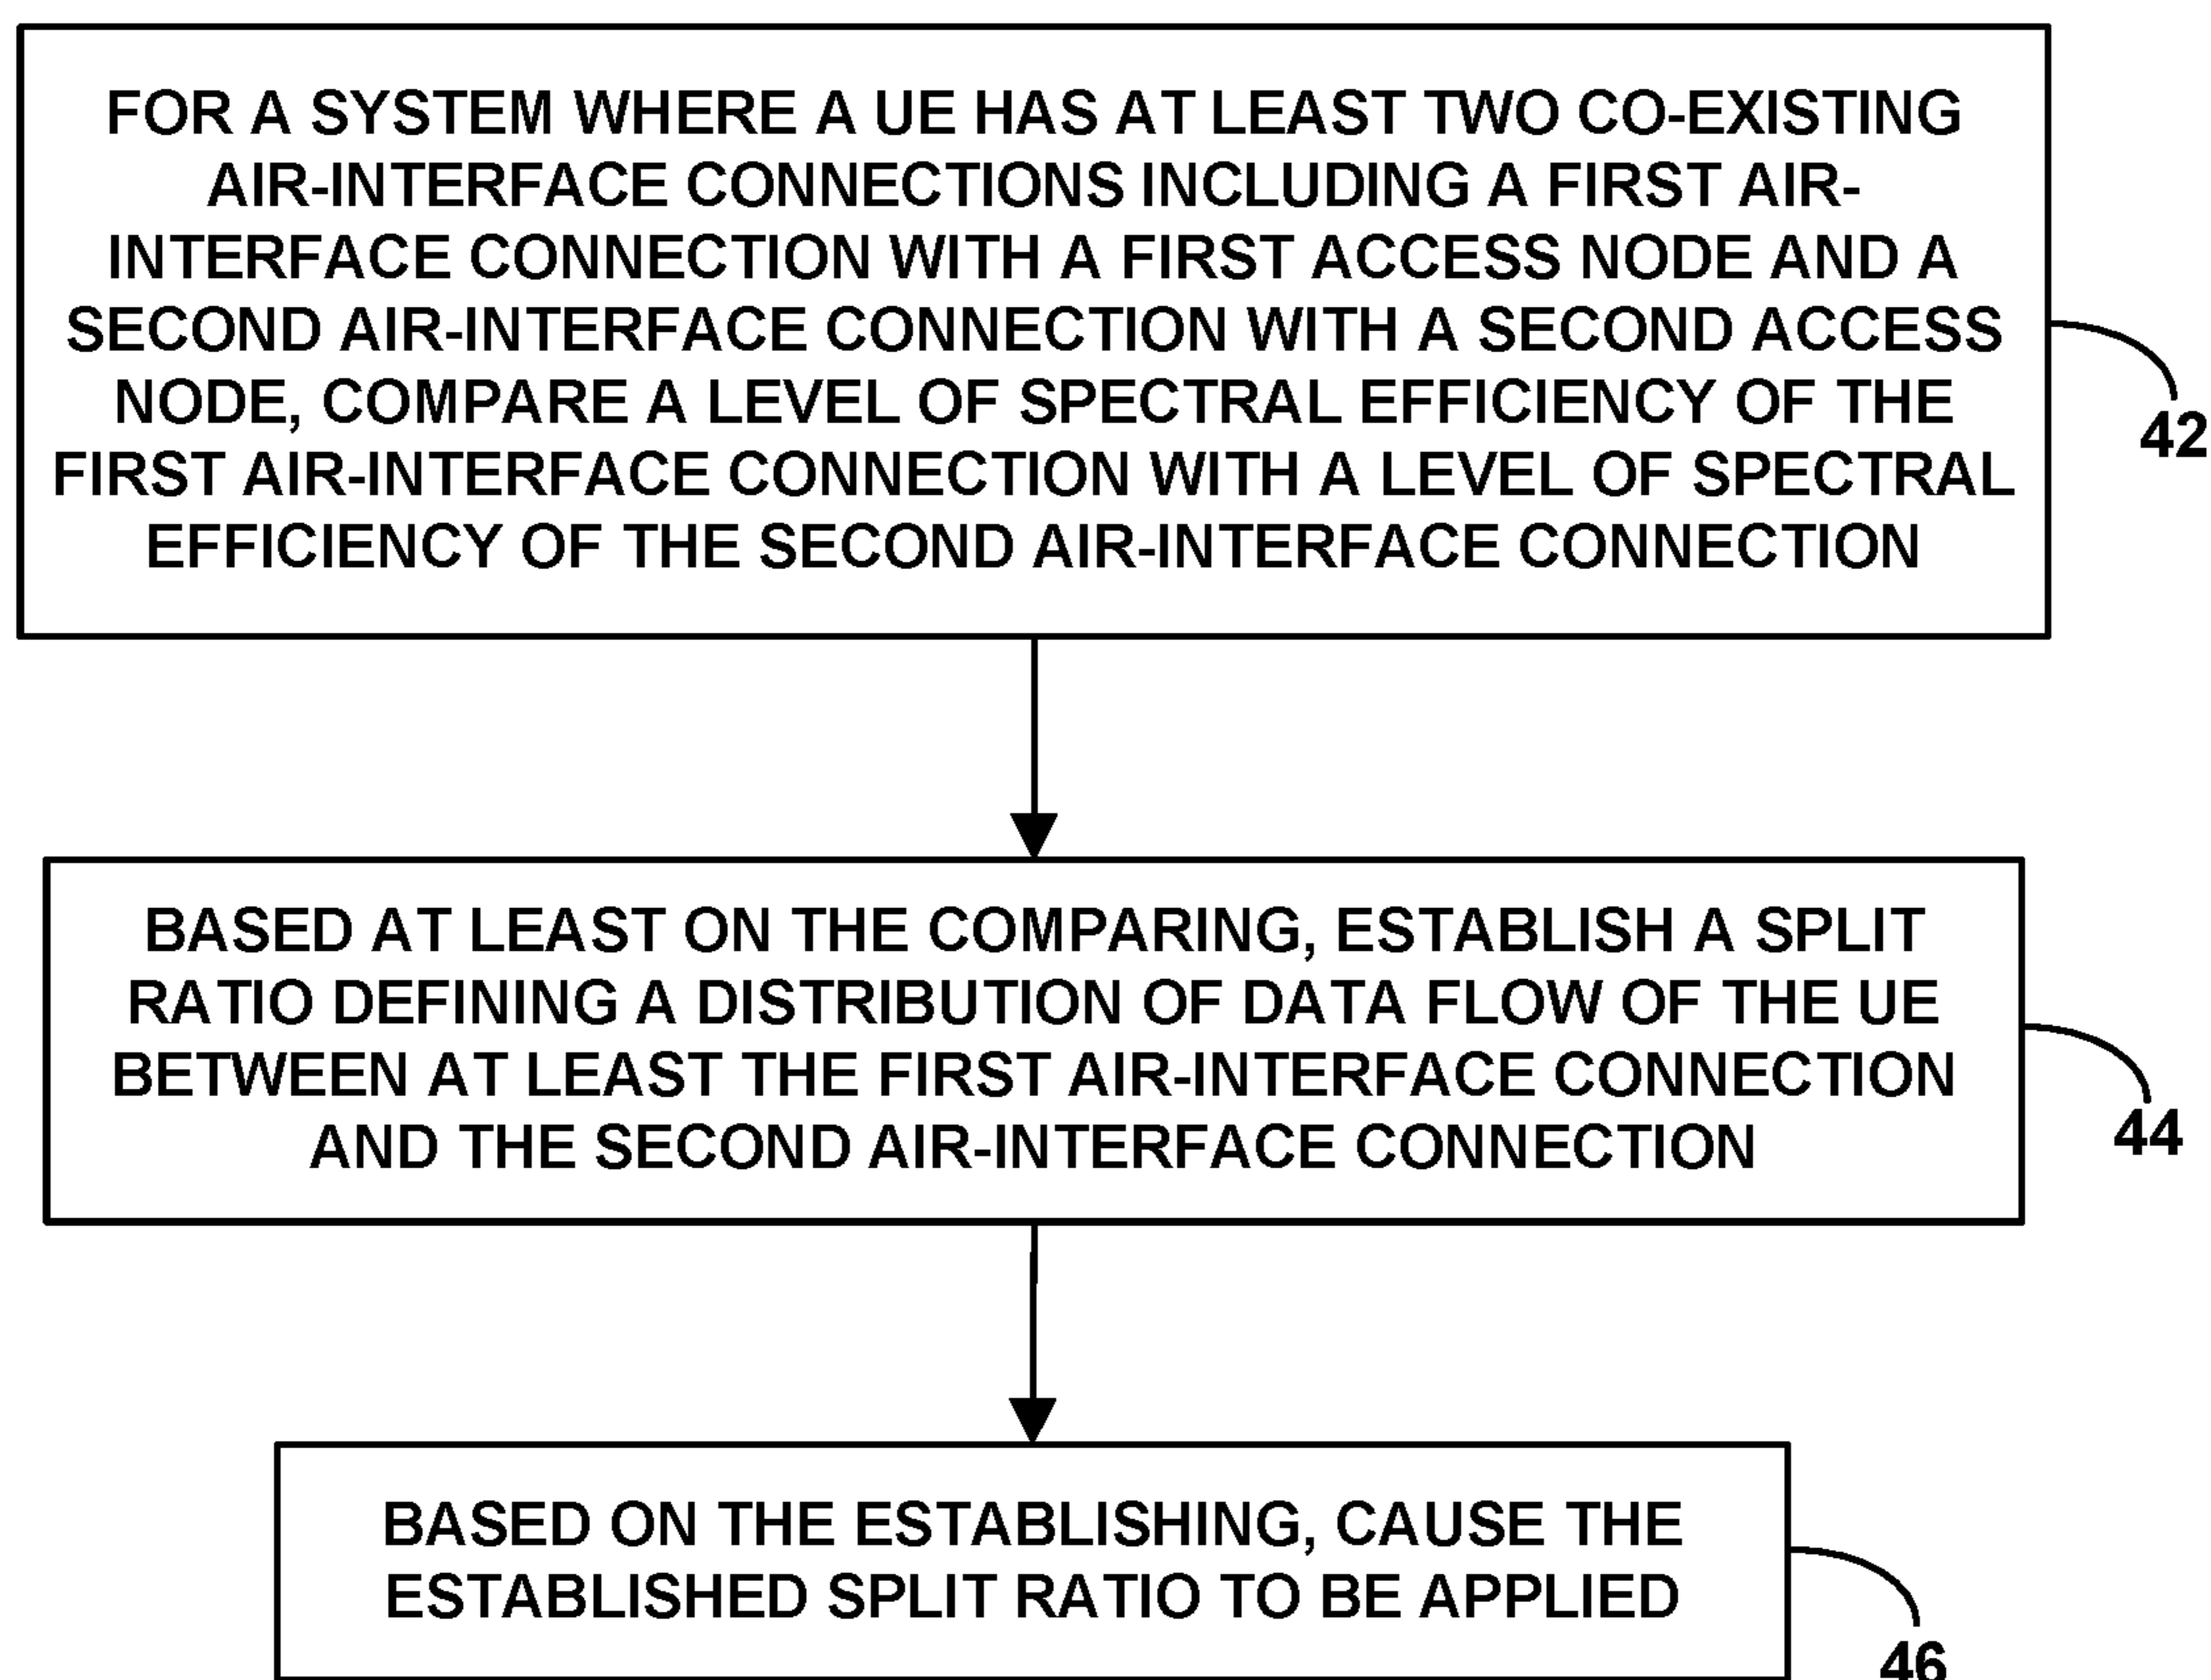 FOR A SYSTEM WHERE A UE HAS AT LEAST TWO CO-EXISTING
AIR-INTERFACE CONNECTIONS INCLUDING A FIRST AIR-
INTERFACE CONNECTION WITH A FIRST ACCESS NODE AND A
SECOND AIR-INTERFACE CONNECTION WITH A SECOND ACCESS
NODE, COMPARE A LEVEL OF SPECTRAL EFFICIENCY OF THE
FIRST AIR-INTERFACE CONNECTION WITH A LEVEL OF SPECTRAL
EFFICIENCY OF THE SECOND AIR-INTERFACE CONNECTION
42
BASED AT LEAST ON THE COMPARING, ESTABLISH A SPLIT
RATIO DEFINING A DISTRIBUTION OF DATA FLOW OF THE UE
BETWEEN AT LEAST THE FIRST AIR-INTERFACE CONNECTION
AND THE SECOND AIR-INTERFACE CONNECTION
44
BASED ON THE ESTABLISHING, CAUSE THE
ESTABLISHED SPLIT RATIO TO BE APPLIED
46